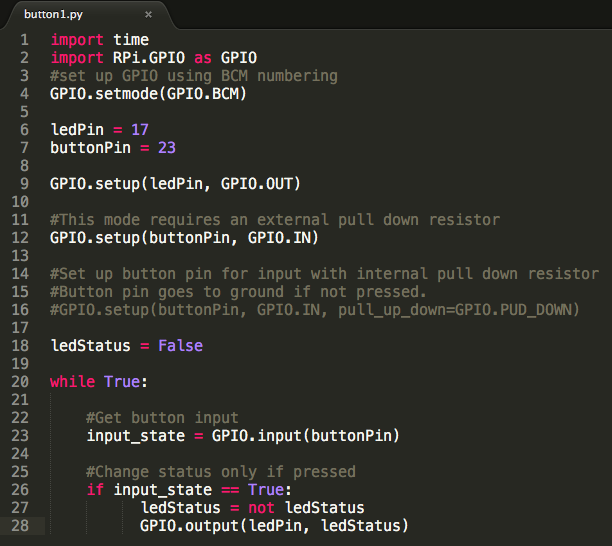 button1.py ×
1 import time
2 import RPi.GPIO as GPIO
3 #set up GPIO using BCM numbering
4 GPIO.setmode(GPIO.BCM)
5
6 ledPin = 17
7 buttonPin = 23
8
9 GPIO.setup(ledPin, GPIO.OUT)
10
11 #This mode requires an external pull down resistor
12 GPIO.setup(buttonPin, GPIO.IN)
13
14 #Set up button pin for input with internal pull down resistor
15 #Button pin goes to ground if not pressed.
16 #GPIO.setup(buttonPin, GPIO.IN, pull_up_down=GPIO.PUD_DOWN)
17
18 ledStatus = False
19
20 while True:
21
22     #Get button input
23     input_state = GPIO.input(buttonPin)
24
25     #Change status only if pressed
26     if input_state == True:
27           ledStatus = not ledStatus
28           GPIO.output(ledPin, ledStatus)